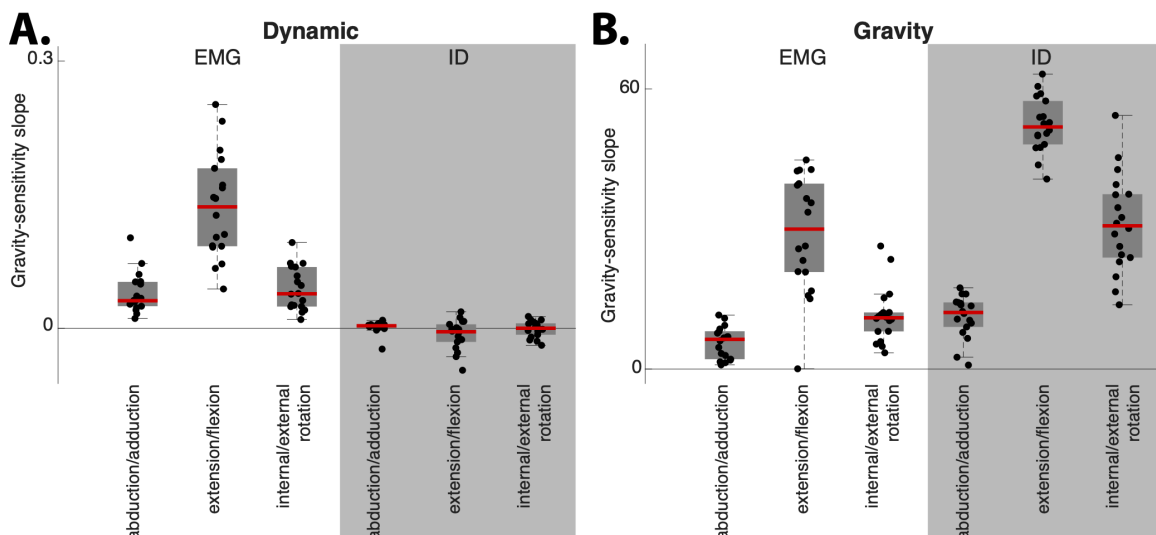 A.
Dynamic
EMG
ID
0.3
0
Gravity-sensitivity slope
abduction/adduction
extension/flexion
internal/external
rotation
abduction/adduction
extension/flexion
internal/external
rotation
B.
Gravity
EMG
ID
60
0
Gravity-sensitivity slope
abduction/adduction
extension/flexion
internal/external
rotation
abduction/adduction
extension/flexion
internal/external
rotation